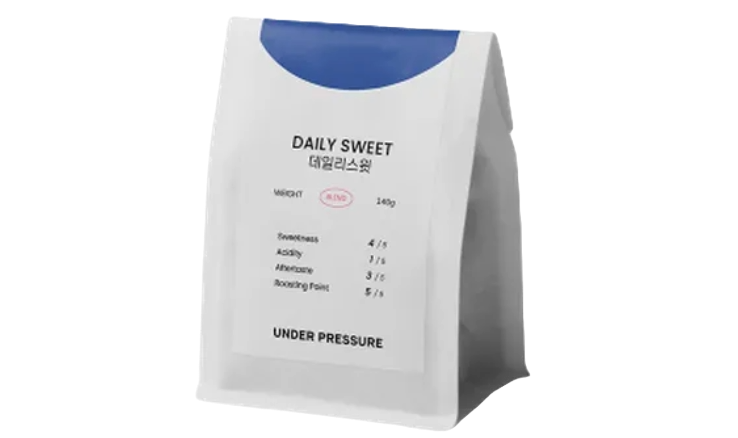 DAILY SWEET
데일리스윗
WEIGHT BLEND 140g
Sweetness 4 / 5
Acidity 1 / 5
Aftertaste 3 / 5
Roasting Point 5 / 5
UNDER PRESSURE